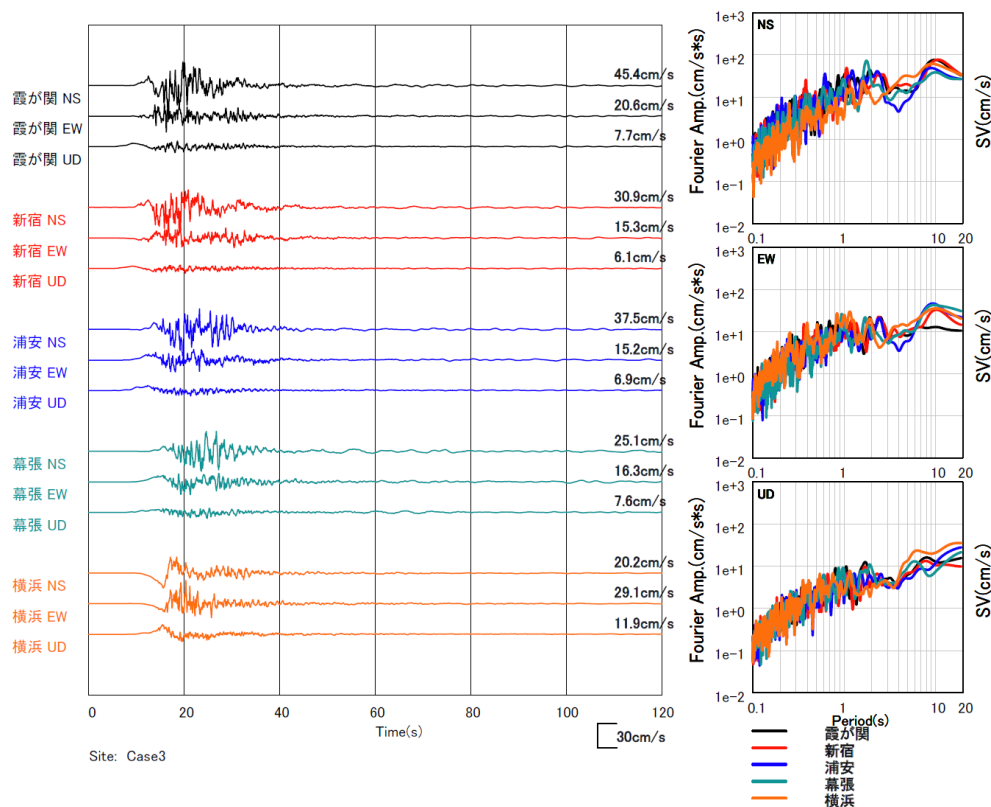 霞が関 NS
45.4cm/s
霞が関 EW
20.6cm/s
霞が関 UD
7.7cm/s
新宿 NS
30.9cm/s
新宿 EW
15.3cm/s
新宿 UD
6.1cm/s
浦安 NS
37.5cm/s
浦安 EW
15.2cm/s
浦安 UD
6.9cm/s
幕張 NS
25.1cm/s
幕張 EW
16.3cm/s
幕張 UD
7.6cm/s
横浜 NS
20.2cm/s
横浜 EW
29.1cm/s
横浜 UD
11.9cm/s
0 20 40 60 80 100 120
Time(s)
30cm/s
Site: Case3
NS
1e+3
1e+2
1e+1
1e+0
1e-1
1e-2
Fourier Amp.(cm/s*s)
SV(cm/s)
0.1 1 10 20
EW
1e+3
1e+2
1e+1
1e+0
1e-1
1e-2
Fourier Amp.(cm/s*s)
SV(cm/s)
0.1 1 10 20
UD
1e+3
1e+2
1e+1
1e+0
1e-1
1e-2
Fourier Amp.(cm/s*s)
SV(cm/s)
0.1 1 10 20
Period(s)
霞が関
新宿
浦安
幕張
横浜